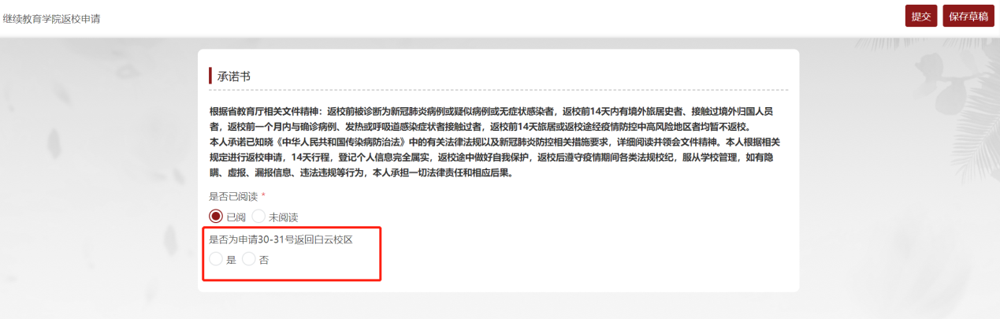 继续教育学院返校申请
提交 保存草稿
承诺书
根据省教育厅相关文件精神：返校前被诊断为新冠肺炎病例或疑似病例或无症状感染者，返校前14天内有境外旅居史者、接触过境外归国人员
者，返校前一个月内与确诊病例、发热或呼吸道感染症状者接触过者，返校前14天旅居或返校途经疫情防控中高风险地区者均暂不返校。
本人承诺已知晓《中华人民共和国传染病防治法》中的有关法律法规以及新冠肺炎防控相关措施要求，详细阅读并领会文件精神。本人根据相关
规定进行返校申请，14天行程，登记个人信息完全属实，返校途中做好自我保护，返校后遵守疫情期间各类法规校纪，服从学校管理，如有隐
瞒、虚报、漏报信息、违法违规等行为，本人承担一切法律责任和相应后果。
是否已阅读 *
已阅 未阅读
是否为申请30-31号返回白云校区
是 否